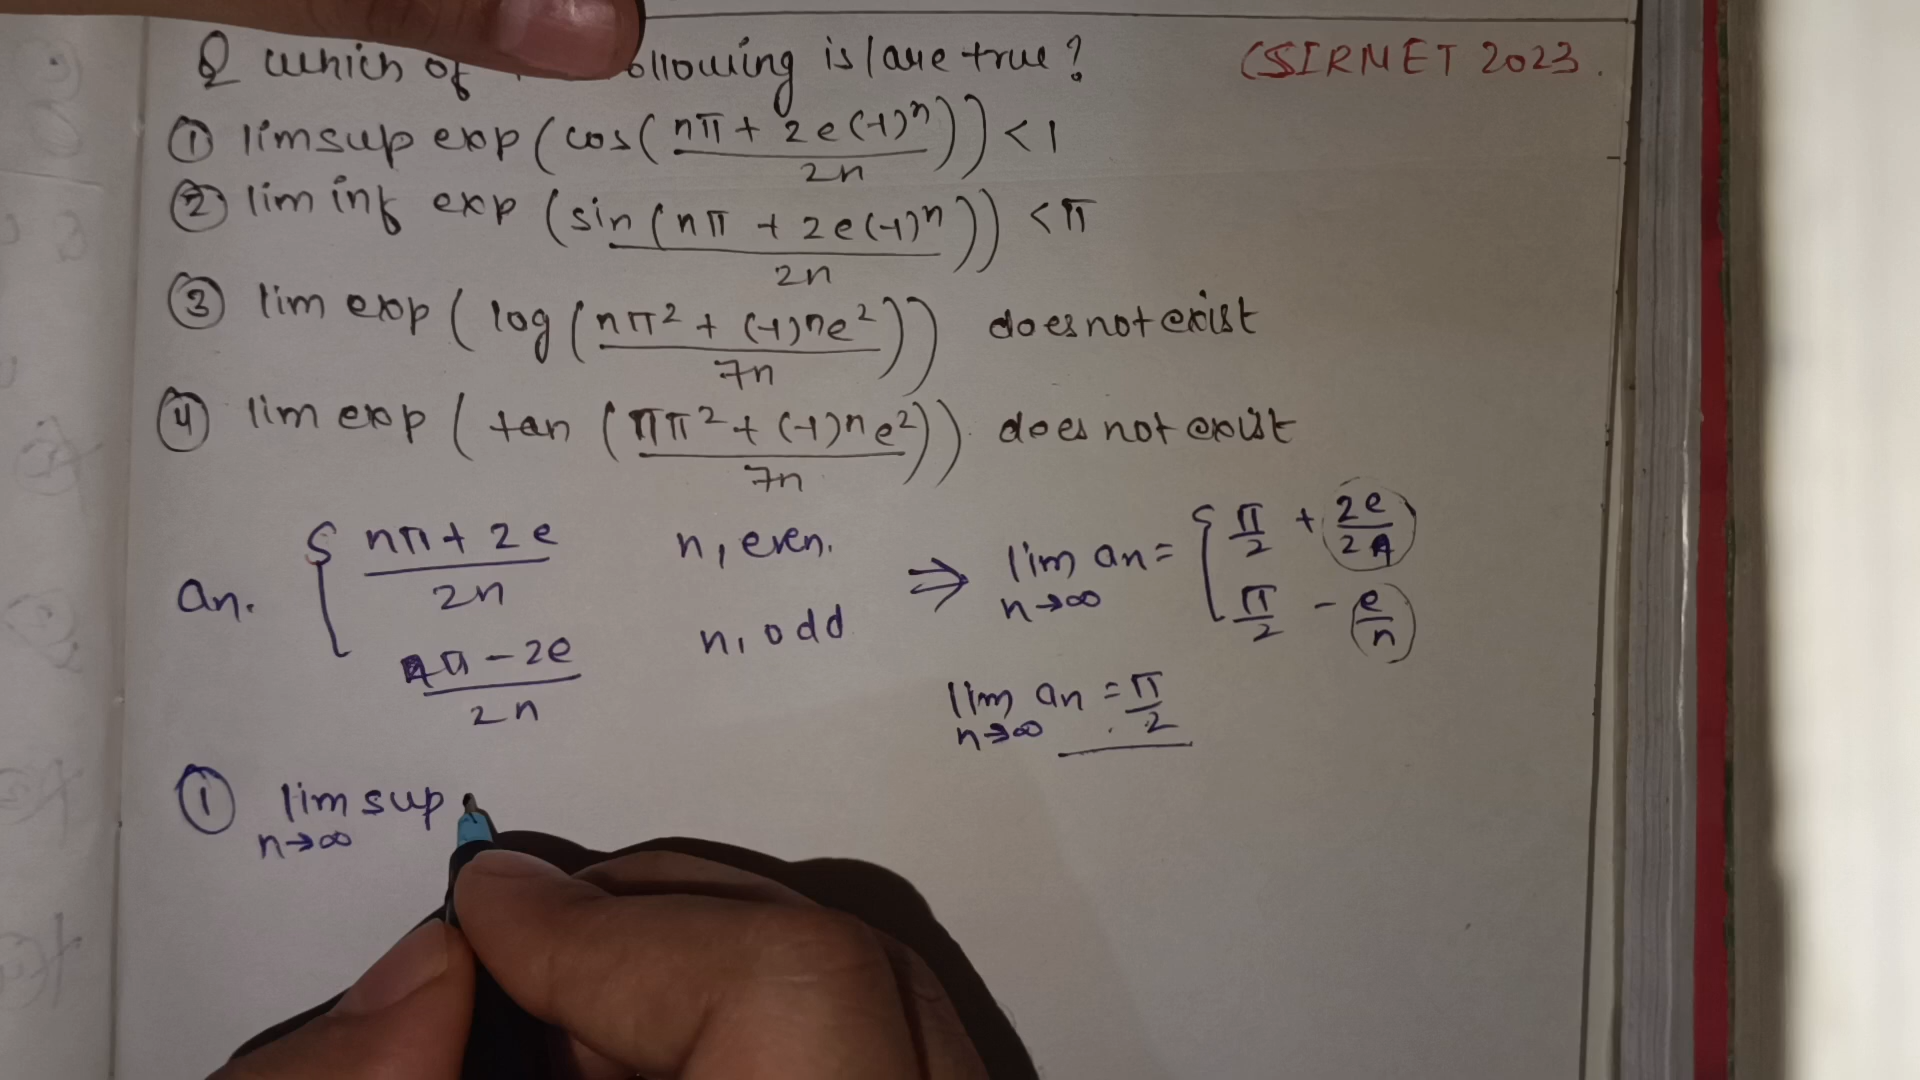 Q which of ollowing is/are true? CSIRNET 2023.
① limsup exp(cos(nπ + 2e(-1)ⁿ / 2n)) < 1
② lim inf exp (sin(nπ + 2e(-1)ⁿ / 2n)) < π
③ lim exp (log(nπ² + (-1)ⁿe² / 7n)) does not exist
④ lim exp (tan (nπ² + (-1)ⁿe² / 7n)). does not exist
an. { nπ + 2e / 2n n, even. ⇒ lim n→∞ an = { π/2 + 2e/2n
nπ - 2e / 2n n, odd π/2 - e/n
lim n→∞ an = π/2
① lim sup n→∞